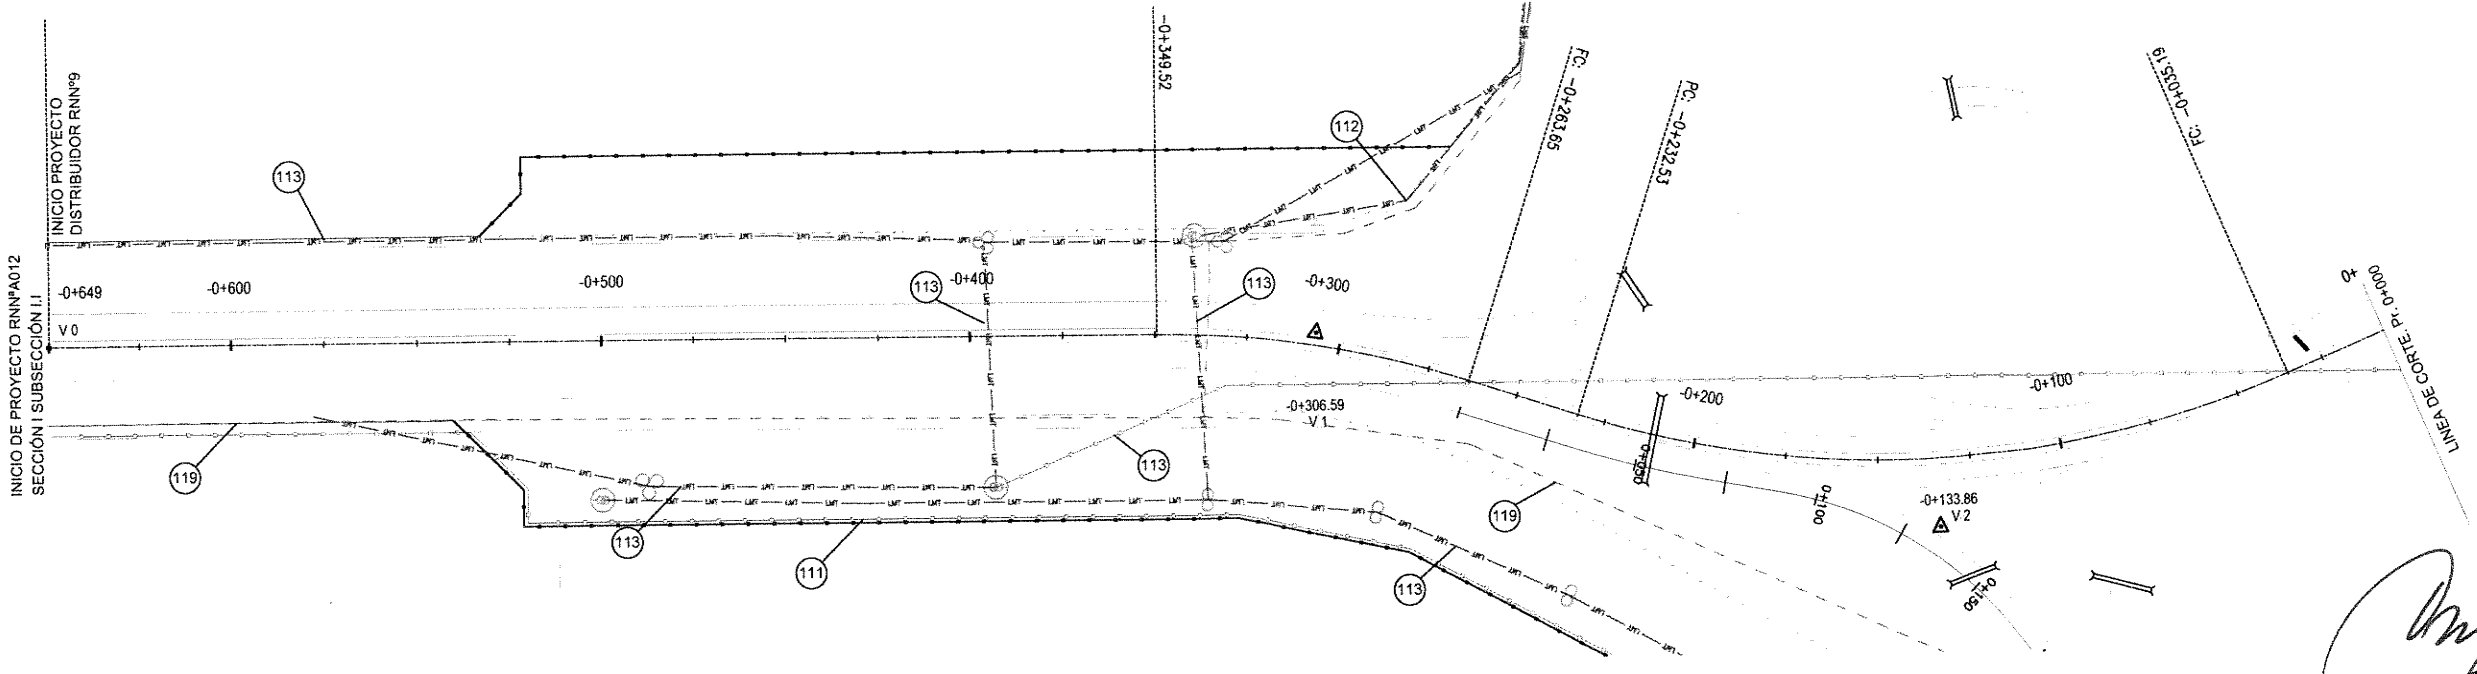 INICIO DE PROYECTO RNNªA012
SECCIÓN I SUBSECCIÓN I.I
INICIO PROYECTO
DISTRIBUIDOR RNNº9
-0+649
V 0
-0+600
-0+500
-0+400
-0+349.52
-0+300
-0+306.59
V 1
FC: -0+263.65
PC: -0+232.53
-0+200
-0+133.86
V 2
-0+100
FC: -0+035.19
LINEA DE CORTE. Pr. 0+000
0+050
0+100
0+150
113
113
113
112
119
113
111
113
119
113
LMT